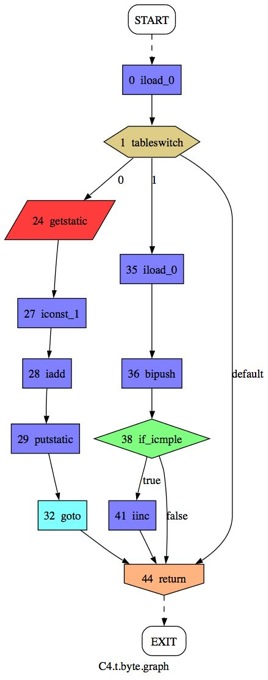 START
0 iload_0
1 tableswitch
0
1
24 getstatic
35 iload_0
27 iconst_1
28 iadd
36 bipush
default
29 putstatic
38 if_icmple
true
false
32 goto
41 iinc
44 return
EXIT
C4.t.byte.graph